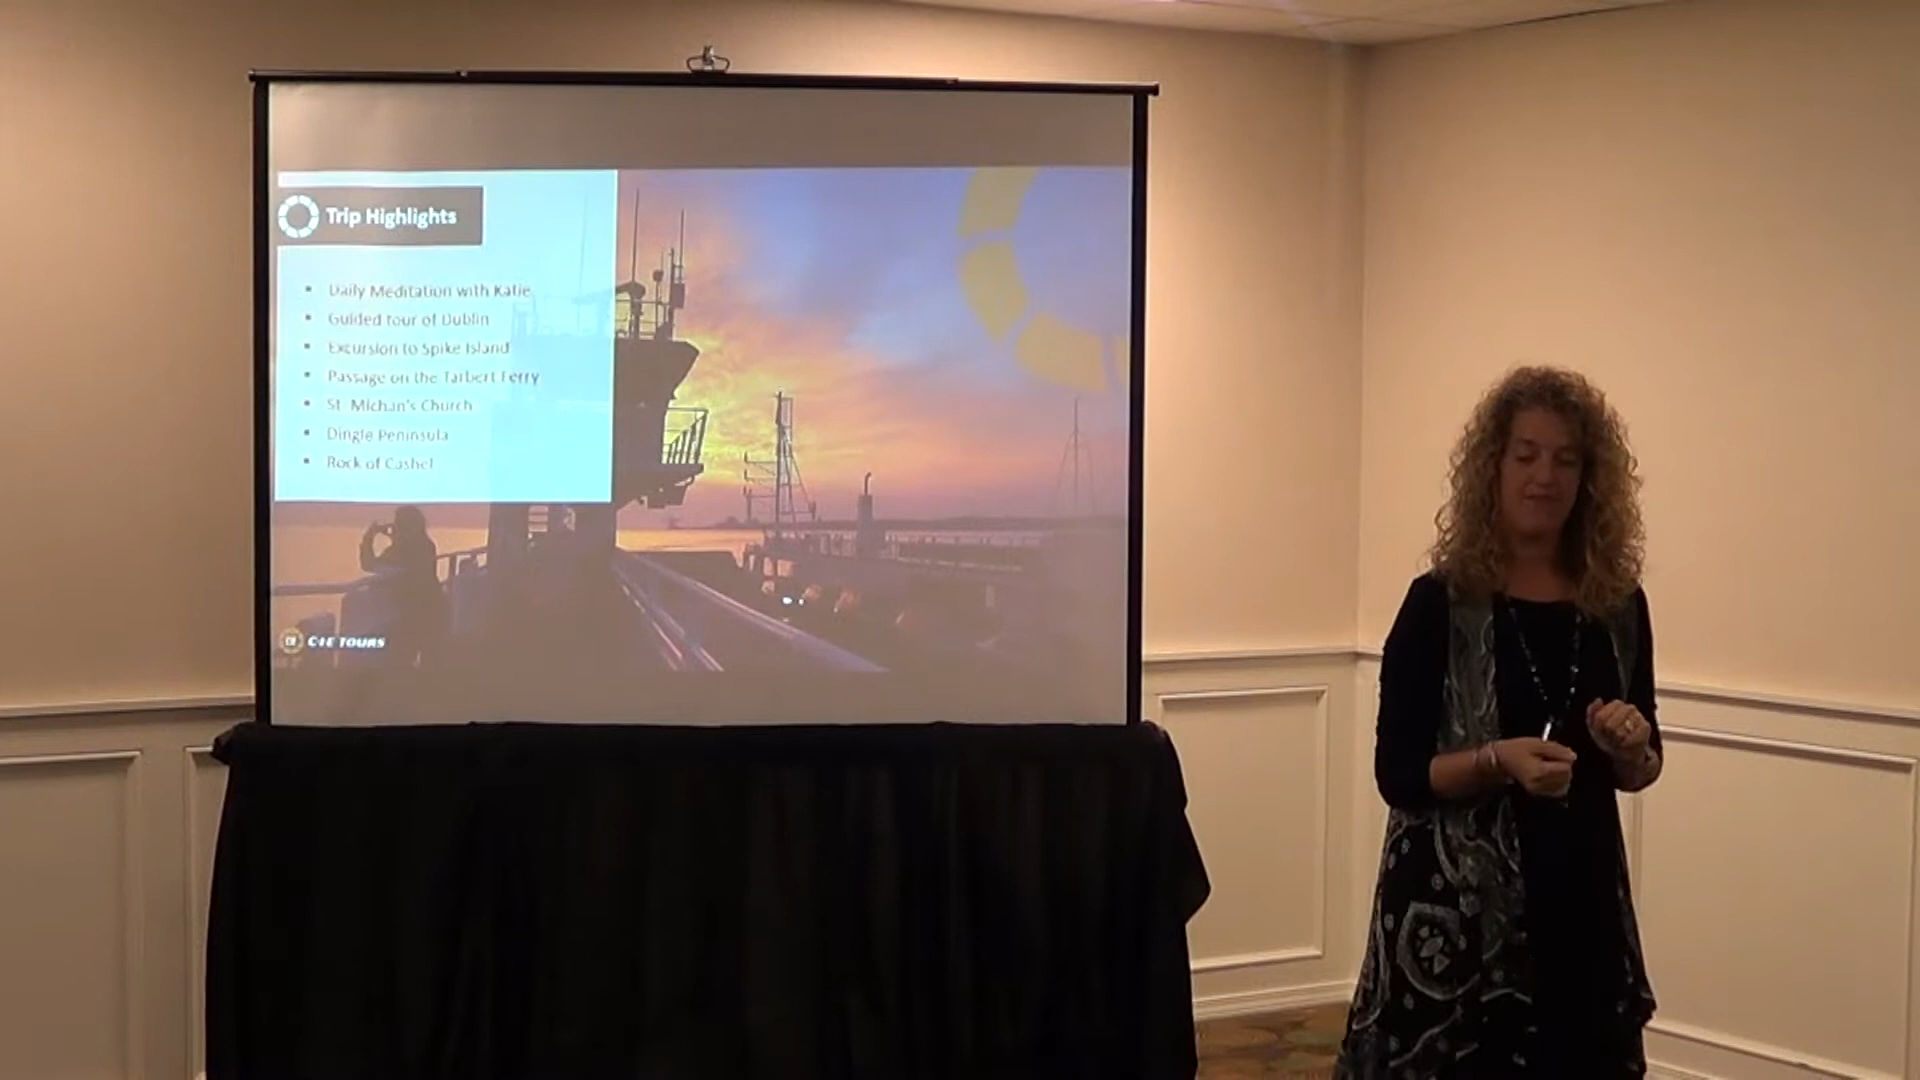 Trip Highlights
▪ Daily Meditation with Katie
▪ Guided tour of Dublin
▪ Excursion to Spike Island
▪ Passage on the Tarbert Ferry
▪ St. Michan's Church
▪ Dingle Peninsula
▪ Rock of Cashel
CIE TOURS